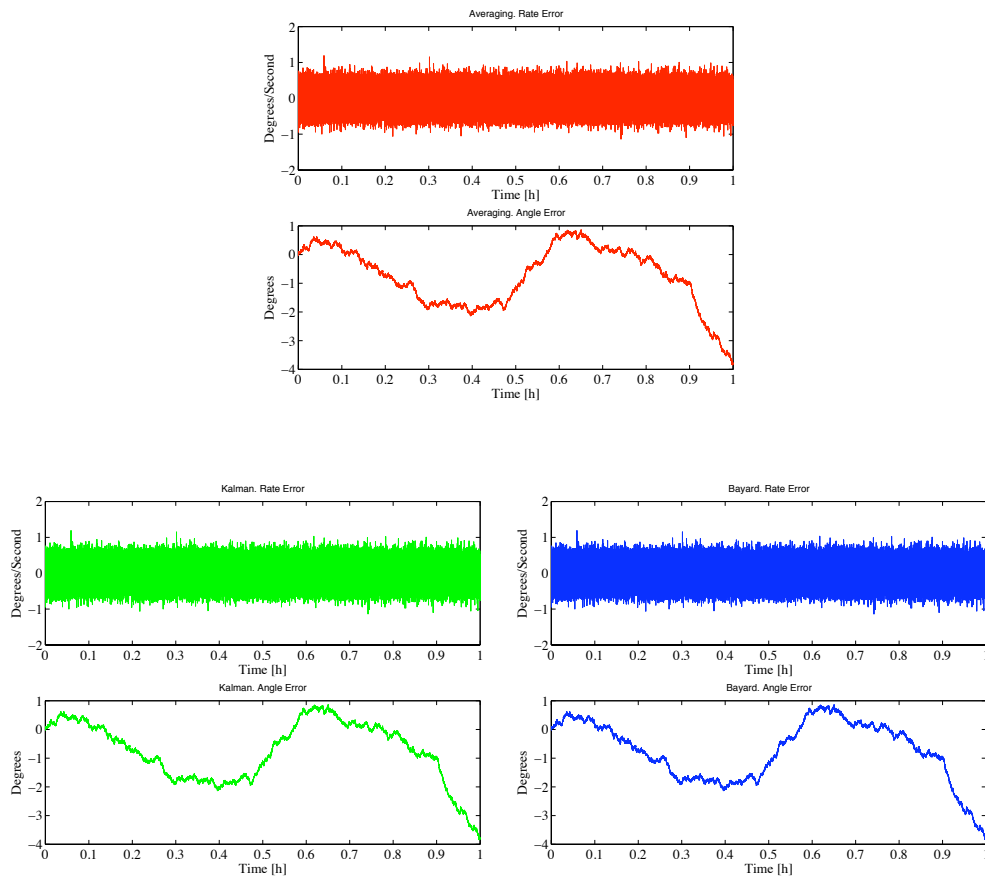 Averaging. Rate Error
Degrees/Second
2
1
0
−1
−2
0 0.1 0.2 0.3 0.4 0.5 0.6 0.7 0.8 0.9 1
Time [h]
Averaging. Angle Error
Degrees
1
0
−1
−2
−3
−4
0 0.1 0.2 0.3 0.4 0.5 0.6 0.7 0.8 0.9 1
Time [h]
Kalman. Rate Error
Degrees/Second
2
1
0
−1
−2
0 0.1 0.2 0.3 0.4 0.5 0.6 0.7 0.8 0.9 1
Time [h]
Kalman. Angle Error
Degrees
1
0
−1
−2
−3
−4
0 0.1 0.2 0.3 0.4 0.5 0.6 0.7 0.8 0.9 1
Time [h]
Bayard. Rate Error
Degrees/Second
2
1
0
−1
−2
0 0.1 0.2 0.3 0.4 0.5 0.6 0.7 0.8 0.9 1
Time [h]
Bayard. Angle Error
Degrees
1
0
−1
−2
−3
−4
0 0.1 0.2 0.3 0.4 0.5 0.6 0.7 0.8 0.9 1
Time [h]